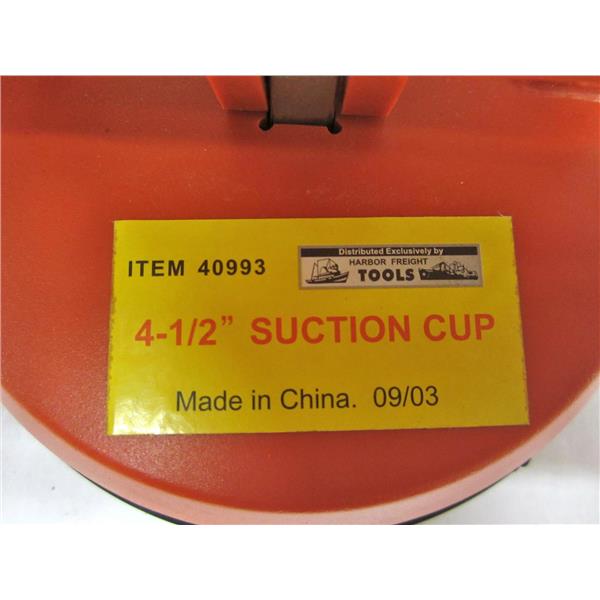 ITEM 40993
Distributed Exclusively by
HARBOR FREIGHT
TOOLS
4-1/2” SUCTION CUP
Made in China. 09/03